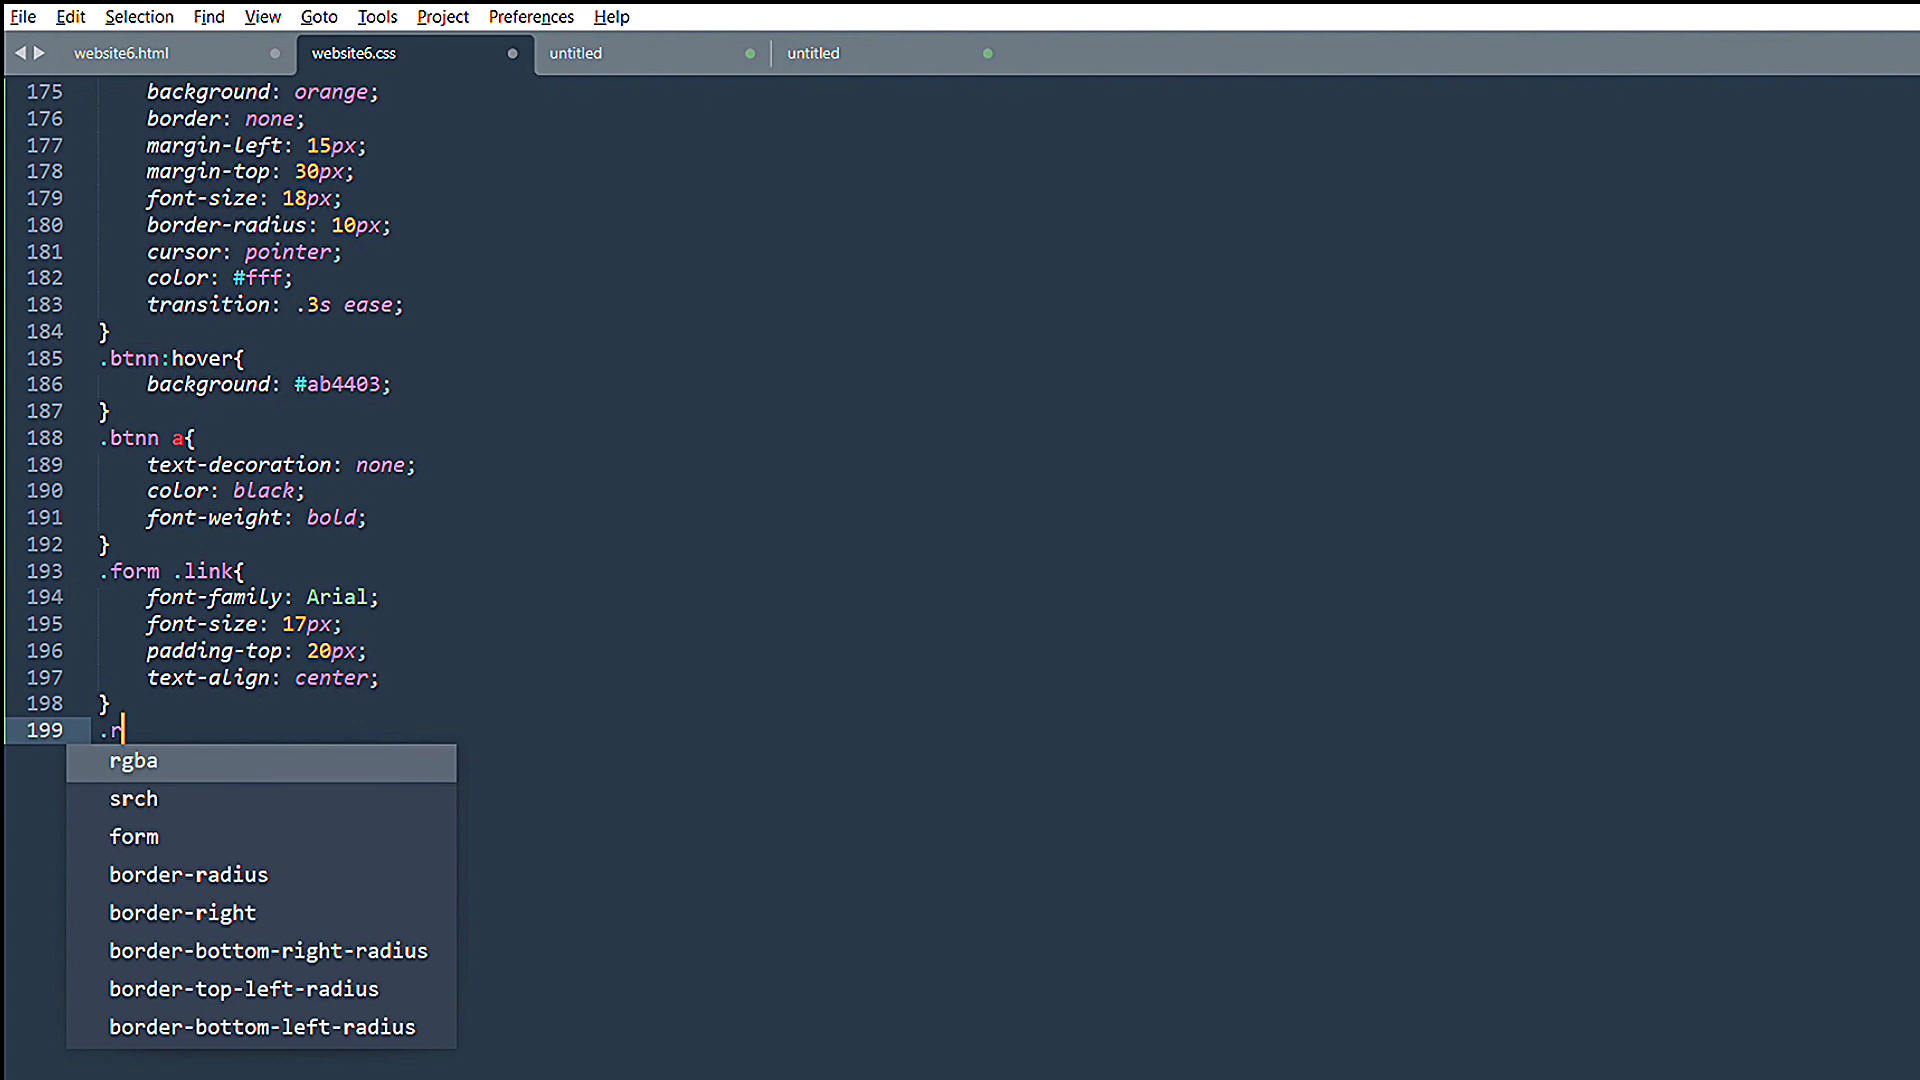 File Edit Selection Find View Goto Tools Project Preferences Help
website6.html website6.css untitled untitled
175 background: orange;
176 border: none;
177 margin-left: 15px;
178 margin-top: 30px;
179 font-size: 18px;
180 border-radius: 10px;
181 cursor: pointer;
182 color: #fff;
183 transition: .3s ease;
184 }
185 .btnn:hover{
186 background: #ab4403;
187 }
188 .btnn a{
189 text-decoration: none;
190 color: black;
191 font-weight: bold;
192 }
193 .form .link{
194 font-family: Arial;
195 font-size: 17px;
196 padding-top: 20px;
197 text-align: center;
198 }
199 .r
rgba
srch
form
border-radius
border-right
border-bottom-right-radius
border-top-left-radius
border-bottom-left-radius